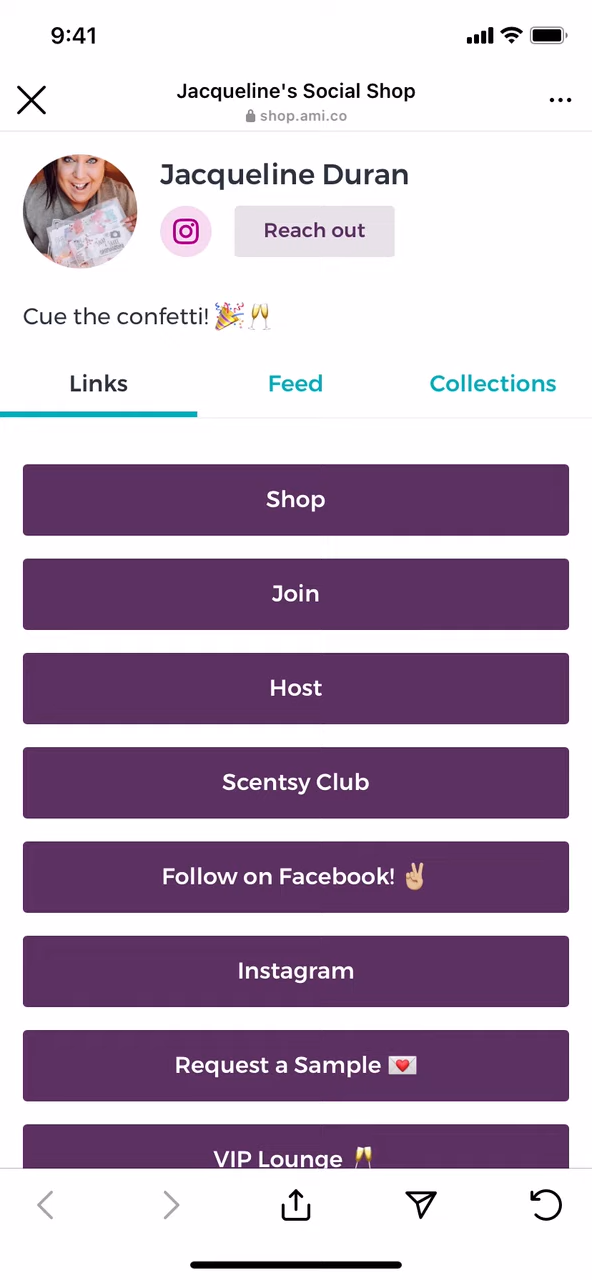 9:41
Jacqueline's Social Shop
shop.ami.co
Jacqueline Duran
Reach out
Cue the confetti! 🎉🥂
Links Feed Collections
Shop
Join
Host
Scentsy Club
Follow on Facebook! ✌🏼
Instagram
Request a Sample 💌
VIP Lounge 🥂